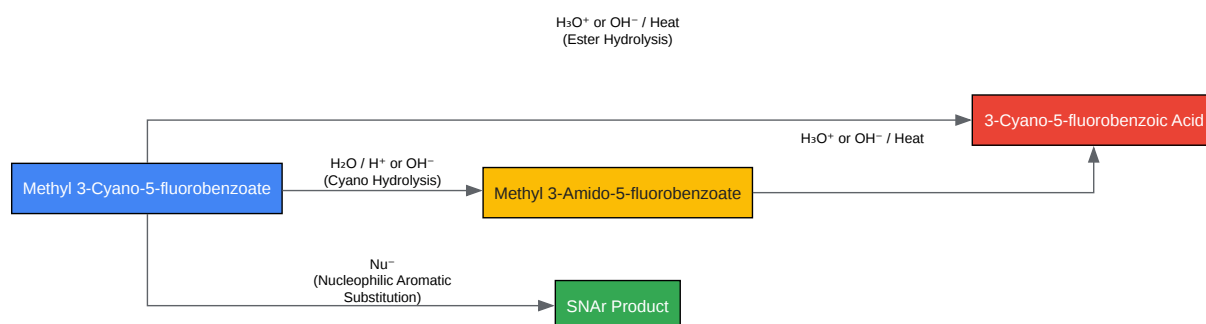 H₃O⁺ or OH⁻ / Heat
(Ester Hydrolysis)
3-Cyano-5-fluorobenzoic Acid
H₃O⁺ or OH⁻ / Heat
H₂O / H⁺ or OH⁻
(Cyano Hydrolysis)
Methyl 3-Cyano-5-fluorobenzoate
Methyl 3-Amido-5-fluorobenzoate
Nu⁻
(Nucleophilic Aromatic
Substitution)
SNAr Product